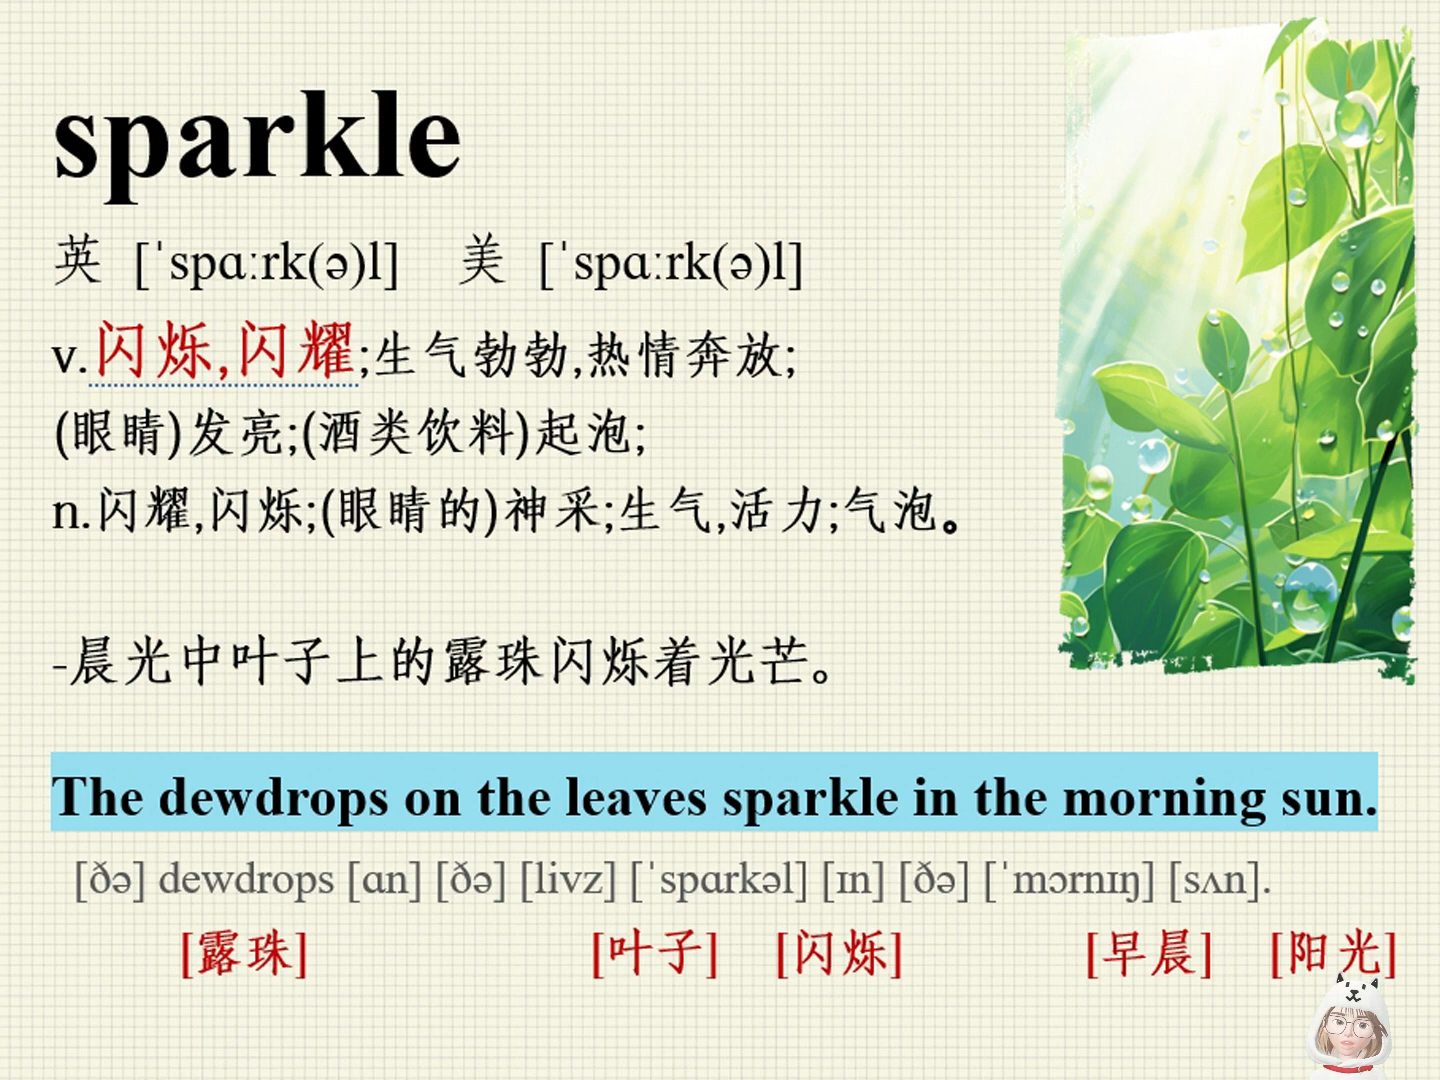 sparkle
英 [ˈspɑːrk(ə)l] 美 [ˈspɑːrk(ə)l]
v.闪烁,闪耀;生气勃勃,热情奔放;
(眼睛)发亮;(酒类饮料)起泡;
n.闪耀,闪烁;(眼睛的)神采;生气,活力;气泡。
-晨光中叶子上的露珠闪烁着光芒。
The dewdrops on the leaves sparkle in the morning sun.
[ðə] dewdrops [ɑn] [ðə] [livz] [ˈspɑrkəl] [ɪn] [ðə] [ˈmɔrnɪŋ] [sʌn].
[露珠] [叶子] [闪烁] [早晨] [阳光]